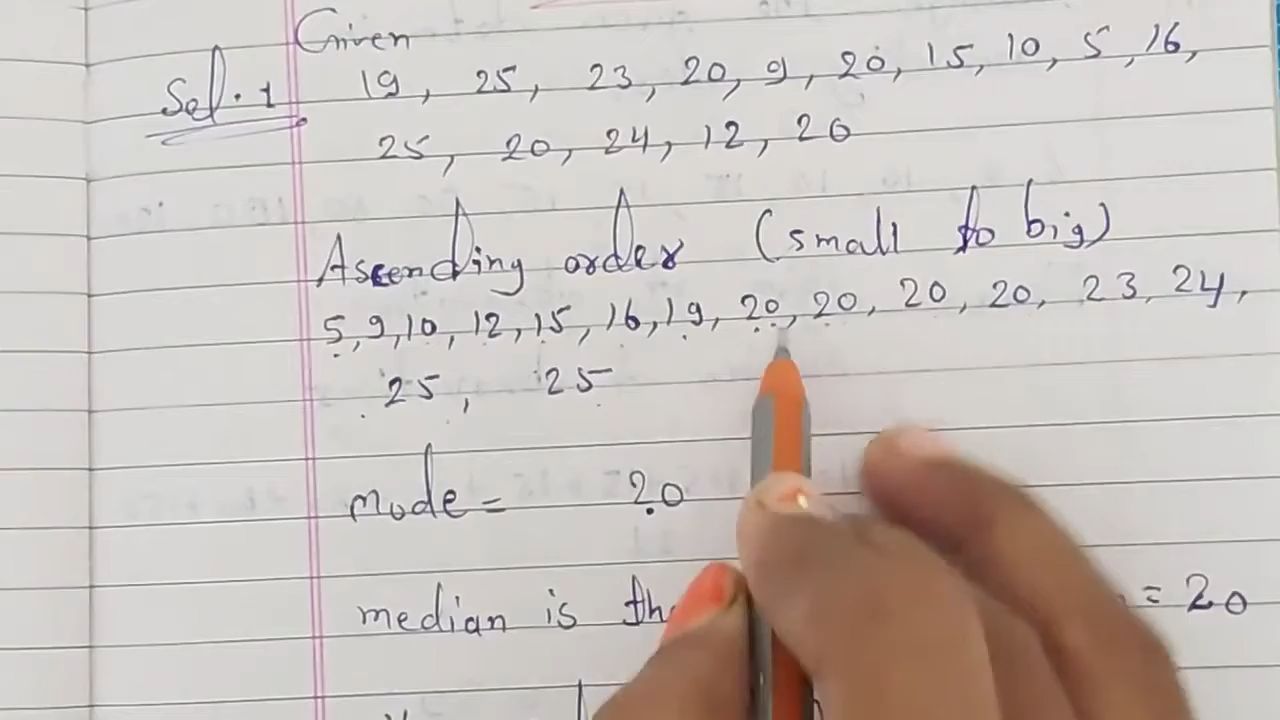 Given
Sol. 1 19, 25, 23, 20, 9, 20, 15, 10, 5, 16,
25, 20, 24, 12, 20
Ascending order (small to big)
5, 9, 10, 12, 15, 16, 19, 20, 20, 20, 20, 23, 24,
25, 25
mode = 20
median is = 20